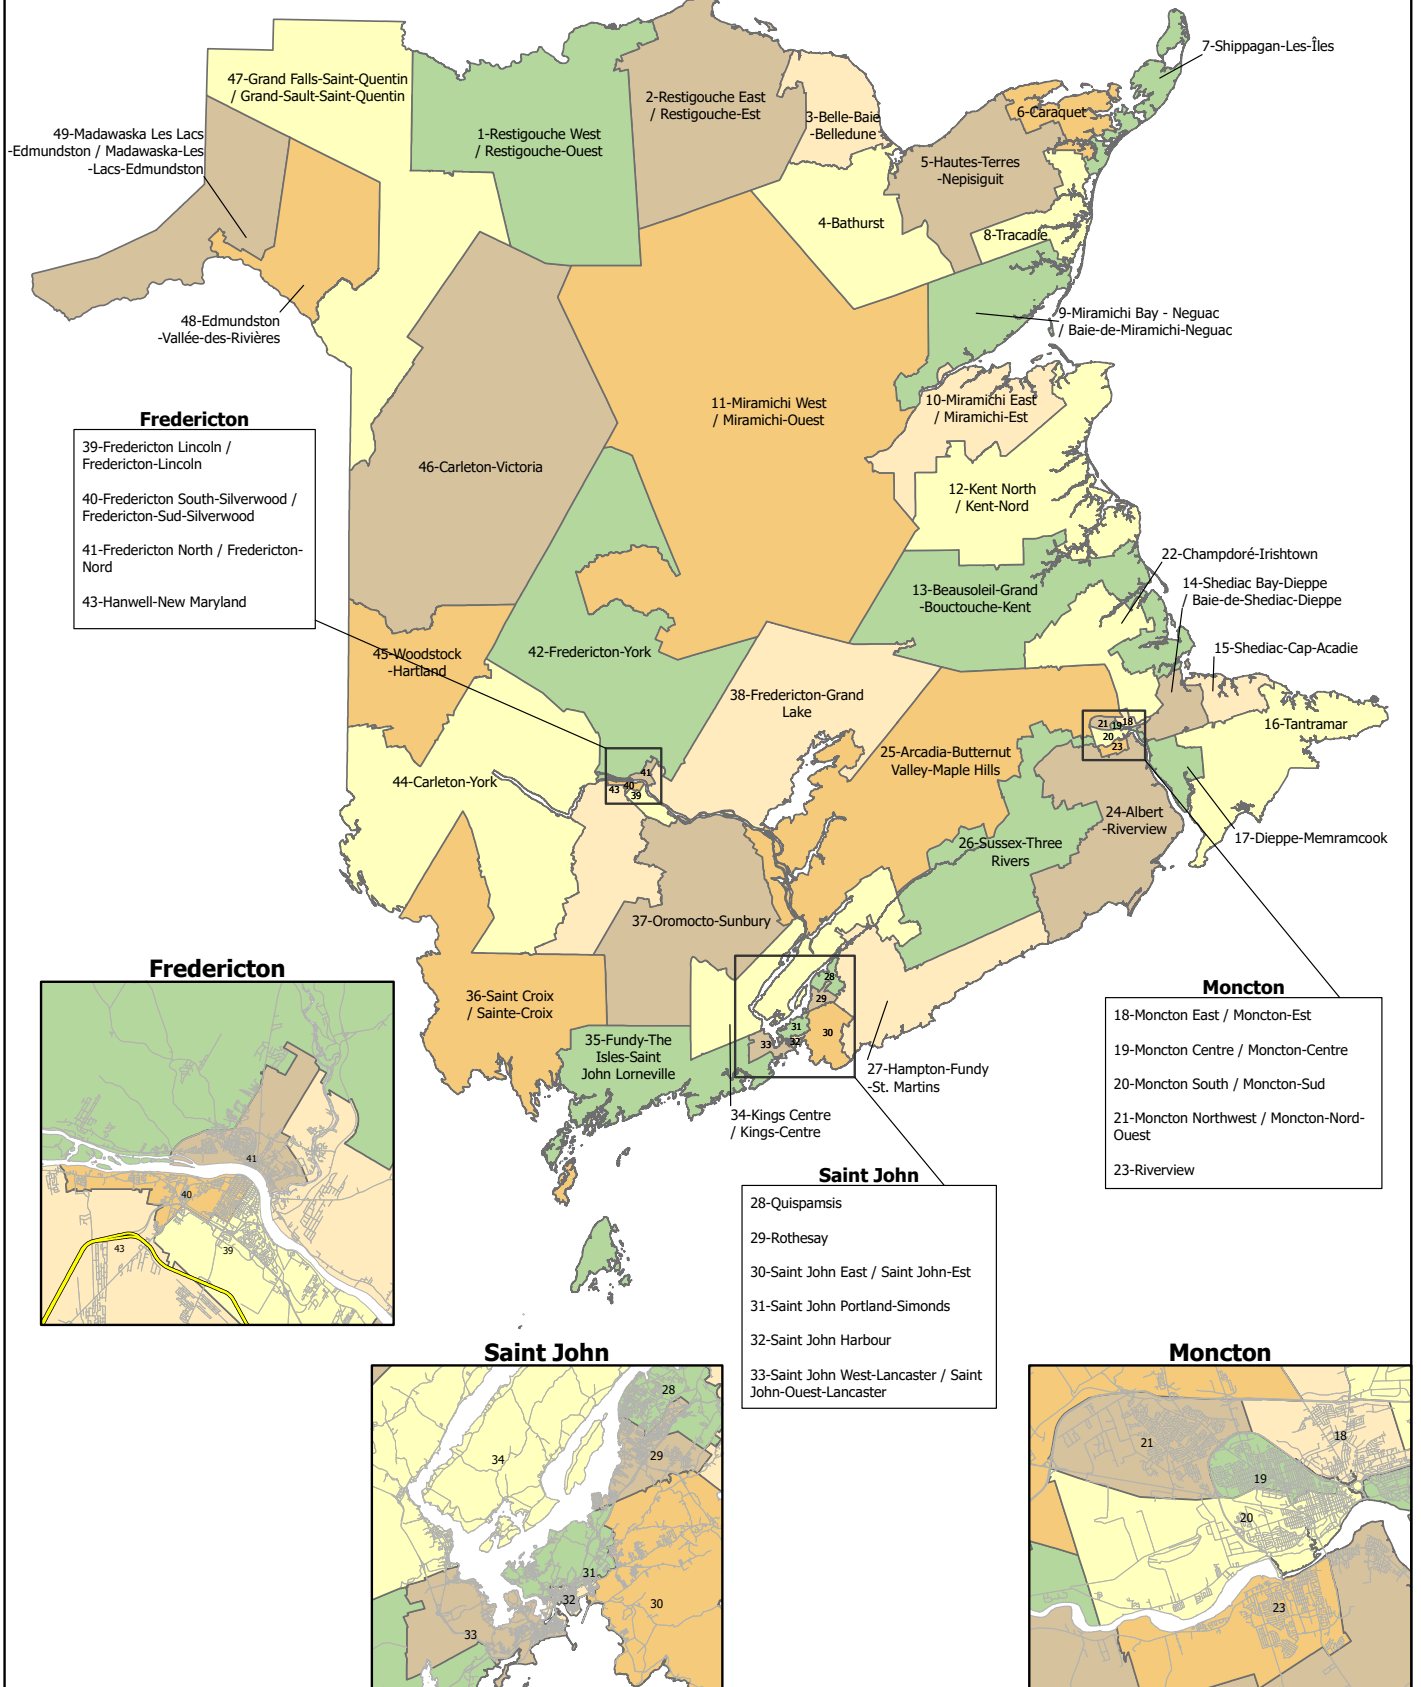 7-Shippagan-Les-Îles
47-Grand Falls-Saint-Quentin
/ Grand-Sault-Saint-Quentin
2-Restigouche East
/ Restigouche-Est
6-Caraquet
3-Belle-Baie
-Belledune
49-Madawaska Les Lacs
-Edmundston / Madawaska-Les
-Lacs-Edmundston
1-Restigouche West
/ Restigouche-Ouest
5-Hautes-Terres
-Nepisiguit
4-Bathurst
8-Tracadie
48-Edmundston
-Vallée-des-Rivières
9-Miramichi Bay - Neguac
/ Baie-de-Miramichi-Neguac
11-Miramichi West
/ Miramichi-Ouest
10-Miramichi East
/ Miramichi-Est
Fredericton
39-Fredericton Lincoln /
Fredericton-Lincoln
40-Fredericton South-Silverwood /
Fredericton-Sud-Silverwood
41-Fredericton North / Fredericton-
Nord
43-Hanwell-New Maryland
46-Carleton-Victoria
12-Kent North
/ Kent-Nord
22-Champdoré-Irishtown
14-Shediac Bay-Dieppe
/ Baie-de-Shediac-Dieppe
13-Beausoleil-Grand
-Bouctouche-Kent
15-Shediac-Cap-Acadie
45-Woodstock
-Hartland
42-Fredericton-York
38-Fredericton-Grand
Lake
16-Tantramar
21
19
18
20
23
25-Arcadia-Butternut
Valley-Maple Hills
44-Carleton-York
41
43
40
39
24-Albert
-Riverview
17-Dieppe-Memramcook
26-Sussex-Three
Rivers
37-Oromocto-Sunbury
36-Saint Croix
/ Sainte-Croix
28
29
31
30
33
32
35-Fundy-The
Isles-Saint
John Lorneville
27-Hampton-Fundy
-St. Martins
34-Kings Centre
/ Kings-Centre
Moncton
18-Moncton East / Moncton-Est
19-Moncton Centre / Moncton-Centre
20-Moncton South / Moncton-Sud
21-Moncton Northwest / Moncton-Nord-
Ouest
23-Riverview
Fredericton
41
40
43
39
Saint John
28-Quispamsis
29-Rothesay
30-Saint John East / Saint John-Est
31-Saint John Portland-Simonds
32-Saint John Harbour
33-Saint John West-Lancaster / Saint
John-Ouest-Lancaster
Saint John
28
29
34
31
32
30
33
Moncton
21
18
19
20
23